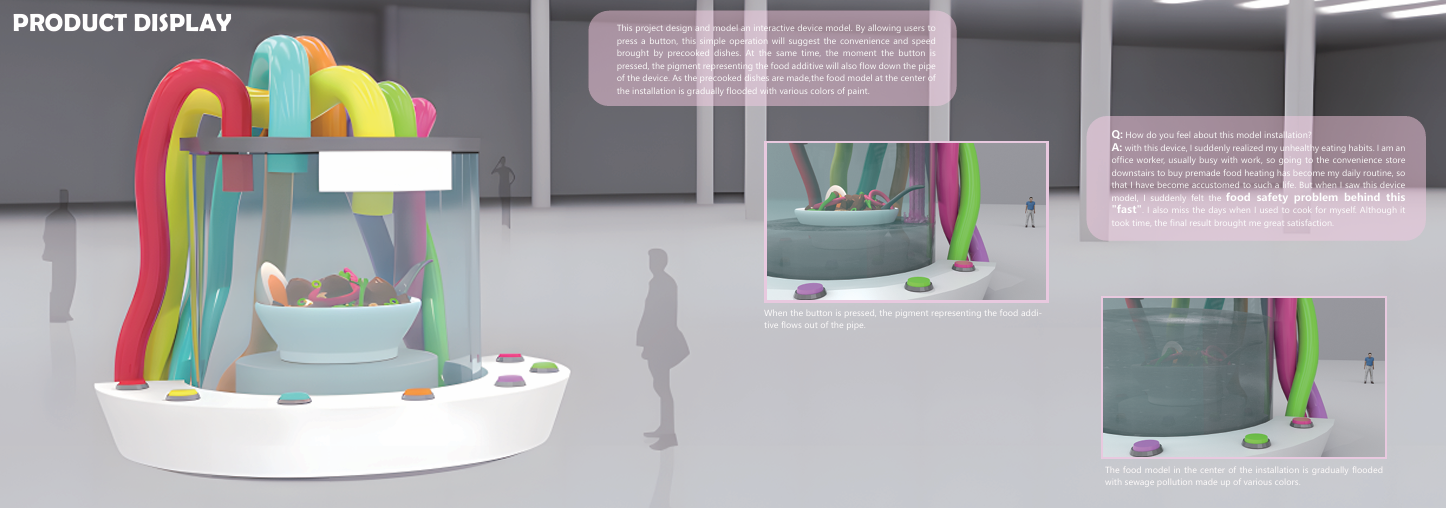 PRODUCT DISPLAY
This project design and model an interactive device model. By allowing users to
press a button, this simple operation will suggest the convenience and speed
brought by precooked dishes. At the same time, the moment the button is
pressed, the pigment representing the food additive will also flow down the pipe
of the device. As the precooked dishes are made,the food model at the center of
the installation is gradually flooded with various colors of paint.
Q: How do you feel about this model installation?
A: with this device, I suddenly realized my unhealthy eating habits. I am an
office worker, usually busy with work, so going to the convenience store
downstairs to buy premade food heating has become my daily routine, so
that I have become accustomed to such a life. But when I saw this device
model, I suddenly felt the food safety problem behind this
"fast". I also miss the days when I used to cook for myself. Although it
took time, the final result brought me great satisfaction.
When the button is pressed, the pigment representing the food addi-
tive flows out of the pipe.
The food model in the center of the installation is gradually flooded
with sewage pollution made up of various colors.